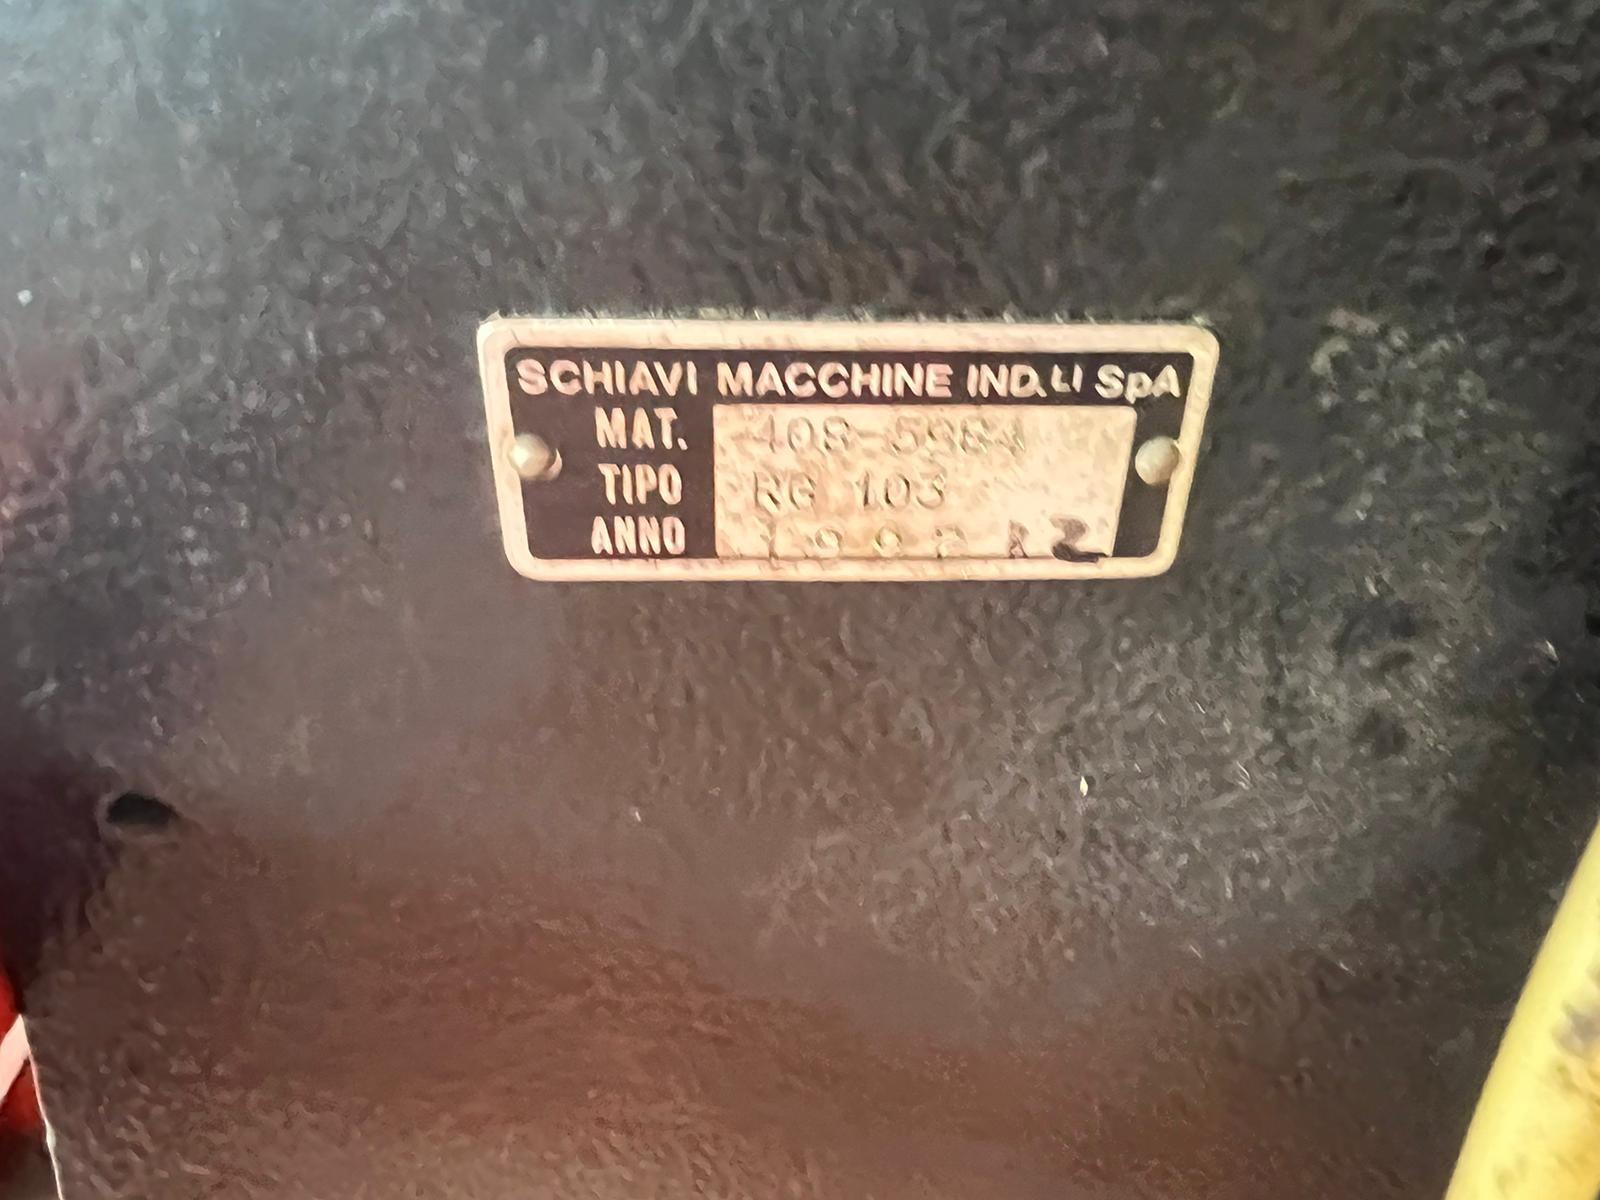 SCHIAVI MACCHINE IND.LI SpA
MAT.
TIPO RG 103
ANNO